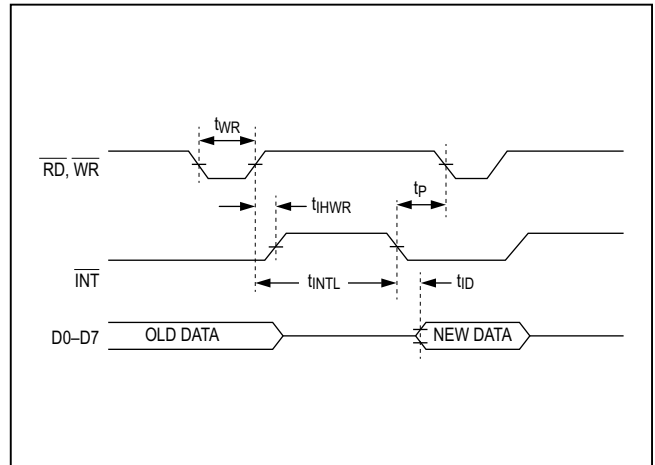 tWR
RD, WR
tP
tIHWR
INT
tINTL
tID
D0–D7
OLD DATA
NEW DATA